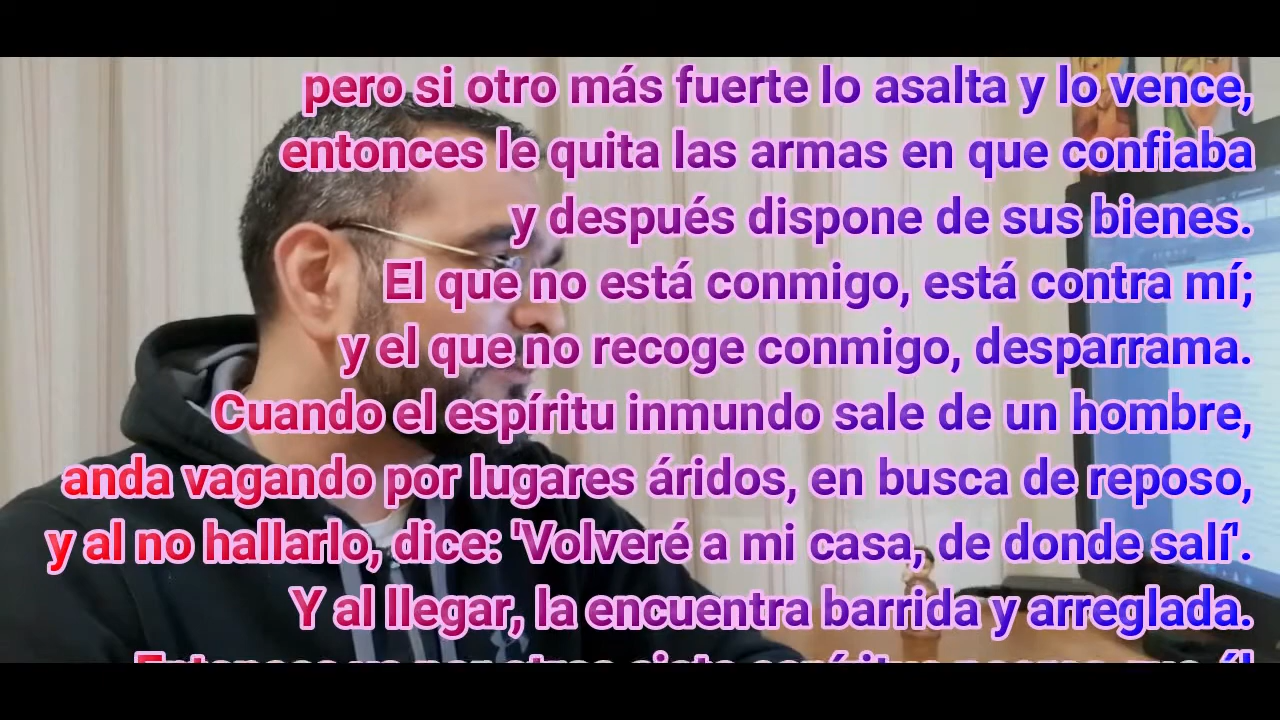 pero si otro más fuerte lo asalta y lo vence,
entonces le quita las armas en que confiaba
y después dispone de sus bienes.
El que no está conmigo, está contra mí;
y el que no recoge conmigo, desparrama.
Cuando el espíritu inmundo sale de un hombre,
anda vagando por lugares áridos, en busca de reposo,
y al no hallarlo, dice: 'Volveré a mi casa, de donde salí'.
Y al llegar, la encuentra barrida y arreglada.